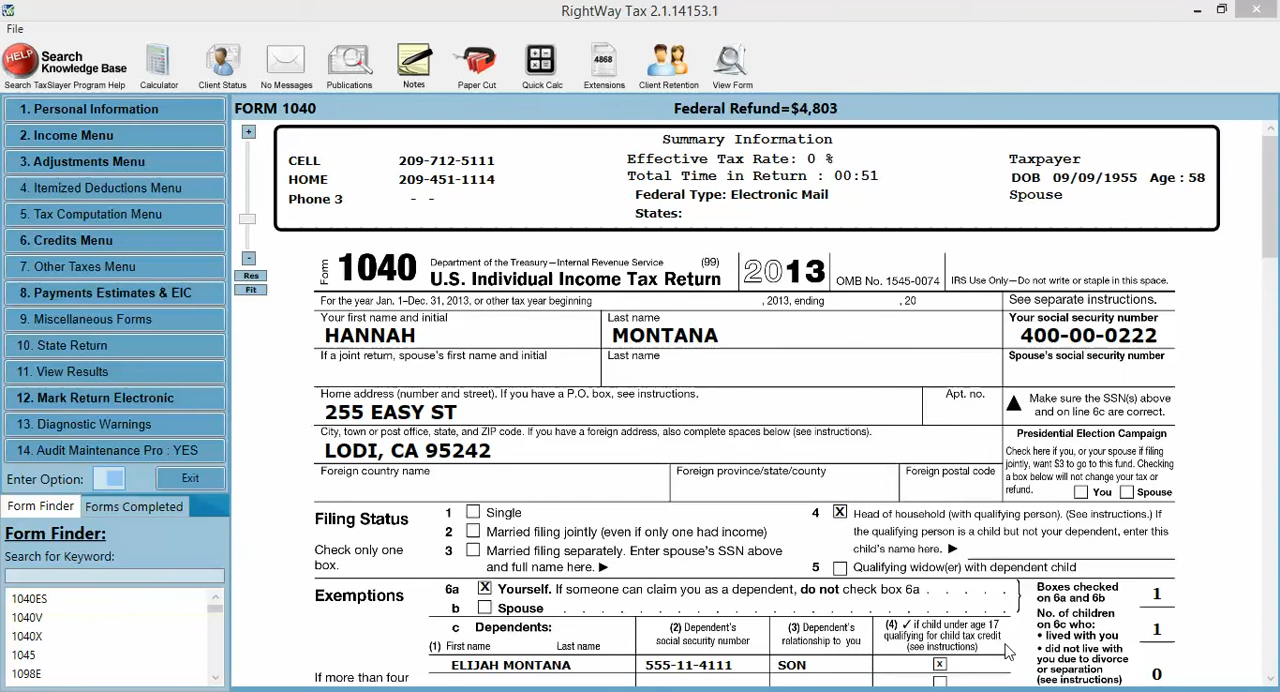 RightWay Tax 2.1.14153.1
File
HELP
Search Knowledge Base
Search TaxSlayer Program Help
Calculator
Client Status
No Messages
Publications
Notes
Paper Cut
Quick Calc
4868
Extensions
Client Retention
View Form
1. Personal Information
2. Income Menu
3. Adjustments Menu
4. Itemized Deductions Menu
5. Tax Computation Menu
6. Credits Menu
7. Other Taxes Menu
8. Payments Estimates & EIC
9. Miscellaneous Forms
10. State Return
11. View Results
12. Mark Return Electronic
13. Diagnostic Warnings
14. Audit Maintenance Pro : YES
Enter Option:
Exit
Form Finder
Forms Completed
Form Finder:
Search for Keyword:
1040ES
1040V
1040X
1045
1098E
FORM 1040
Federal Refund=$4,803
+
-
Res
Fit
Summary Information
CELL 209-712-5111 Effective Tax Rate: 0 % Taxpayer
HOME 209-451-1114 Total Time in Return : 00:51 DOB 09/09/1955 Age : 58
Phone 3 - - Federal Type: Electronic Mail Spouse
States:
Form 1040 Department of the Treasury—Internal Revenue Service (99)
U.S. Individual Income Tax Return
2013
OMB No. 1545-0074
IRS Use Only—Do not write or staple in this space.
For the year Jan. 1–Dec. 31, 2013, or other tax year beginning , 2013, ending , 20 See separate instructions.
Your first name and initial Last name Your social security number
HANNAH MONTANA 400-00-0222
If a joint return, spouse's first name and initial Last name Spouse's social security number
Home address (number and street). If you have a P.O. box, see instructions. Apt. no.
255 EASY ST
▲ Make sure the SSN(s) above and on line 6c are correct.
City, town or post office, state, and ZIP code. If you have a foreign address, also complete spaces below (see instructions).
LODI, CA 95242
Foreign country name Foreign province/state/county Foreign postal code
Presidential Election Campaign
Check here if you, or your spouse if filing
jointly, want $3 to go to this fund. Checking
a box below will not change your tax or
refund. You Spouse
Filing Status
Check only one
box.
1 Single
2 Married filing jointly (even if only one had income)
3 Married filing separately. Enter spouse's SSN above
and full name here. ▶
4 X Head of household (with qualifying person). (See instructions.) If
the qualifying person is a child but not your dependent, enter this
child's name here. ▶
5 Qualifying widow(er) with dependent child
Exemptions
6a X Yourself. If someone can claim you as a dependent, do not check box 6a . . . . .
b Spouse . . . . . . . . . . . . . . . . . . . . . .
Boxes checked
on 6a and 6b 1
c Dependents:
(1) First name Last name
(2) Dependent's
social security number
(3) Dependent's
relationship to you
(4) ✓ if child under age 17
qualifying for child tax credit
(see instructions)
ELIJAH MONTANA 555-11-4111 SON x
If more than four
No. of children
on 6c who:
• lived with you 1
• did not live with
you due to divorce
or separation
(see instructions) 0